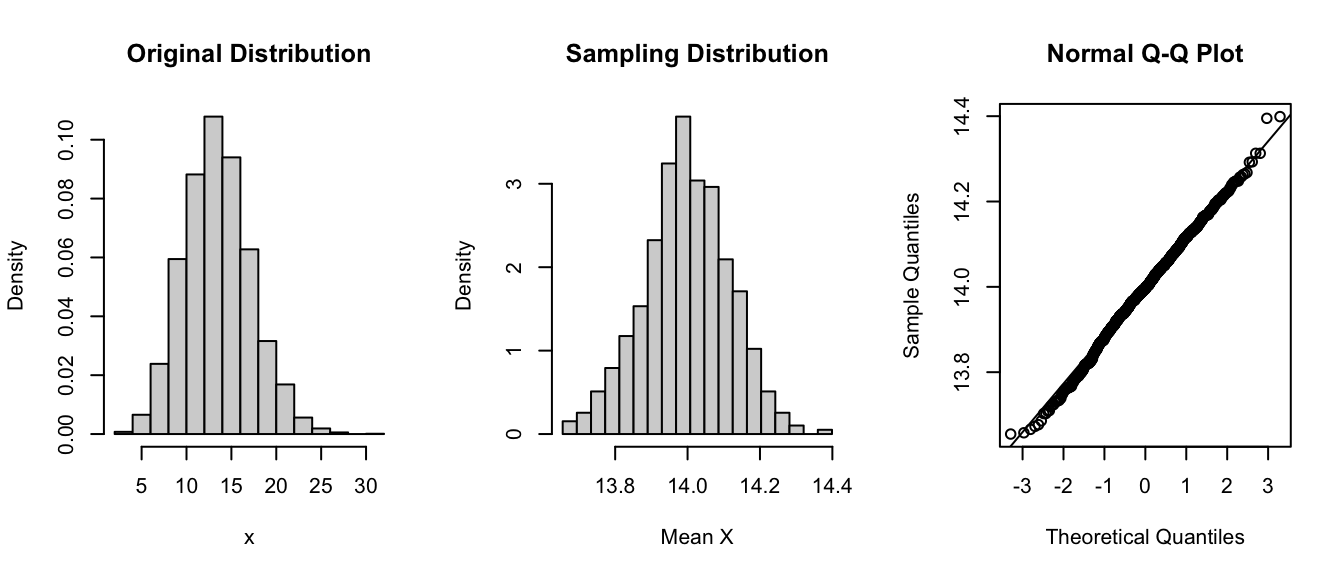 Original Distribution
Density
0.00 0.02 0.04 0.06 0.08 0.10
5 10 15 20 25 30
x
Sampling Distribution
Density
0 1 2 3
13.8 14.0 14.2 14.4
Mean X
Normal Q-Q Plot
Sample Quantiles
13.8 14.0 14.2 14.4
-3 -2 -1 0 1 2 3
Theoretical Quantiles